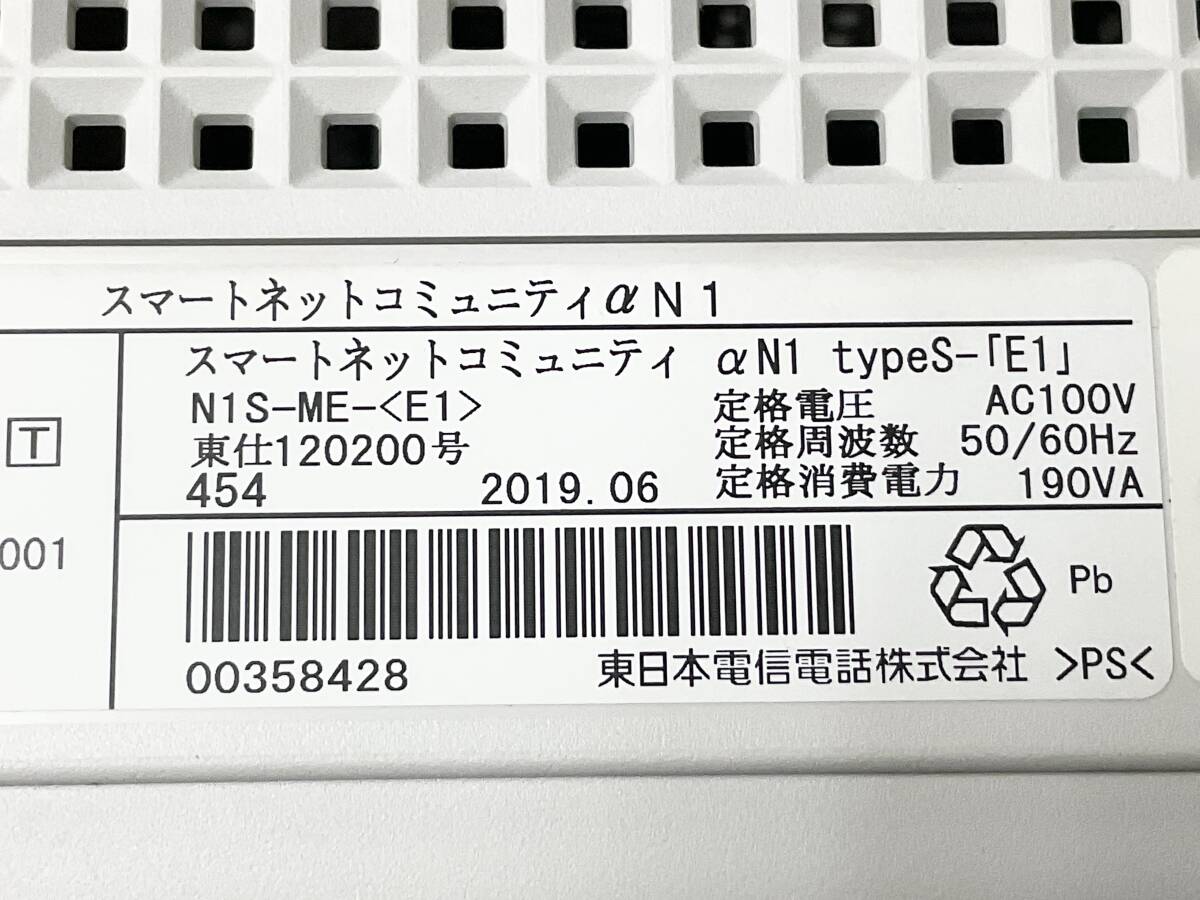 スマートネットコミュニティαN1
スマートネットコミュニティ αN1 typeS-「E1」
N1S-ME-<E1>
定格電圧 AC100V
T
東仕120200号
定格周波数 50/60Hz
454 2019.06
定格消費電力 190VA
001
Pb
00358428
東日本電信電話株式会社 >PS<